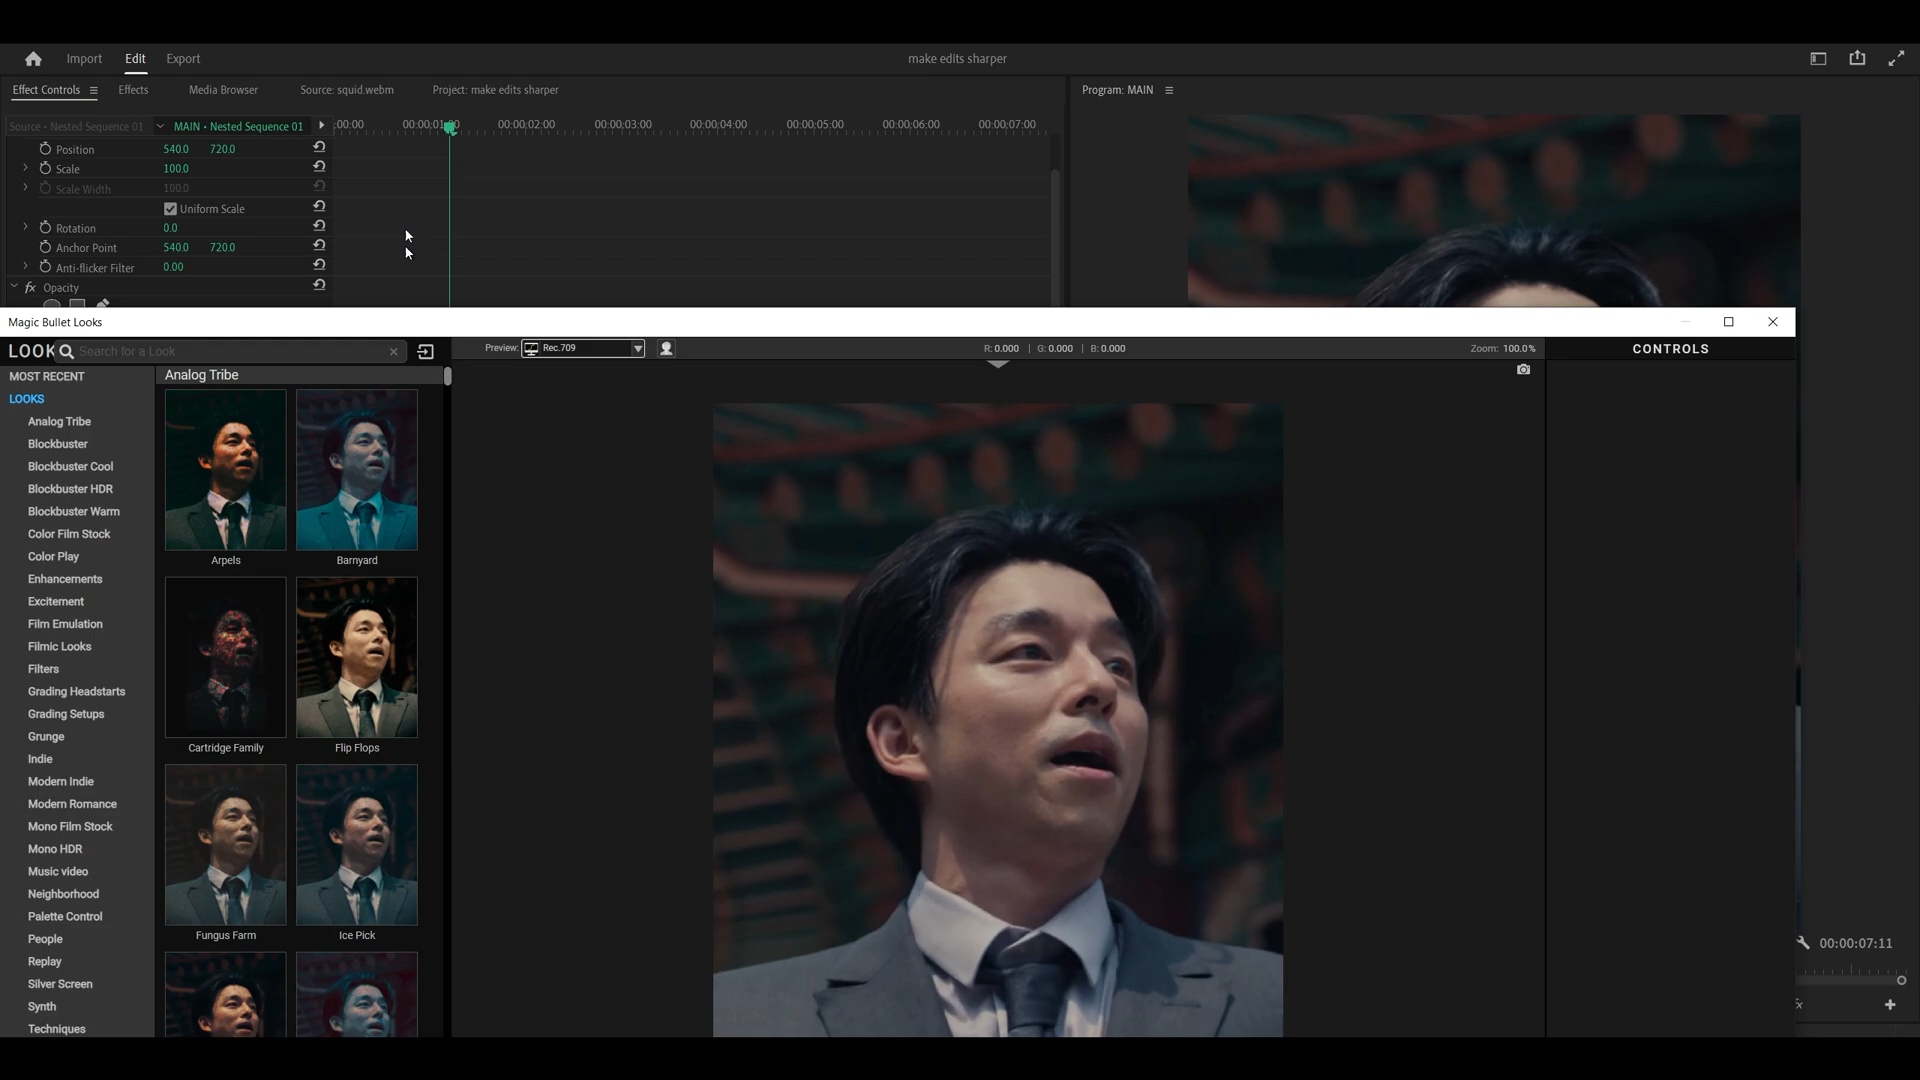 Import Edit Export make edits sharper
Effect Controls Effects Media Browser Source: squid.webm Project: make edits sharper Program: MAIN
Source • Nested Sequence 01 MAIN • Nested Sequence 01 :00:00 00:00:01:00 00:00:02:00 00:00:03:00 00:00:04:00 00:00:05:00 00:00:06:00 00:00:07:00
Position 540.0 720.0
Scale 100.0
Scale Width 100.0
Uniform Scale
Rotation 0.0
Anchor Point 540.0 720.0
Anti-flicker Filter 0.00
fx Opacity
Magic Bullet Looks
LOOK Search for a Look Preview: Rec.709 R: 0.000 | G: 0.000 | B: 0.000 Zoom: 100.0% CONTROLS
MOST RECENT
LOOKS
Analog Tribe
Blockbuster
Blockbuster Cool
Blockbuster HDR
Blockbuster Warm
Color Film Stock
Color Play
Enhancements
Excitement
Film Emulation
Filmic Looks
Filters
Grading Headstarts
Grading Setups
Grunge
Indie
Modern Indie
Modern Romance
Mono Film Stock
Mono HDR
Music video
Neighborhood
Palette Control
People
Replay
Silver Screen
Synth
Techniques
Analog Tribe
Arpels Barnyard
Cartridge Family Flip Flops
Fungus Farm Ice Pick
00:00:07:11